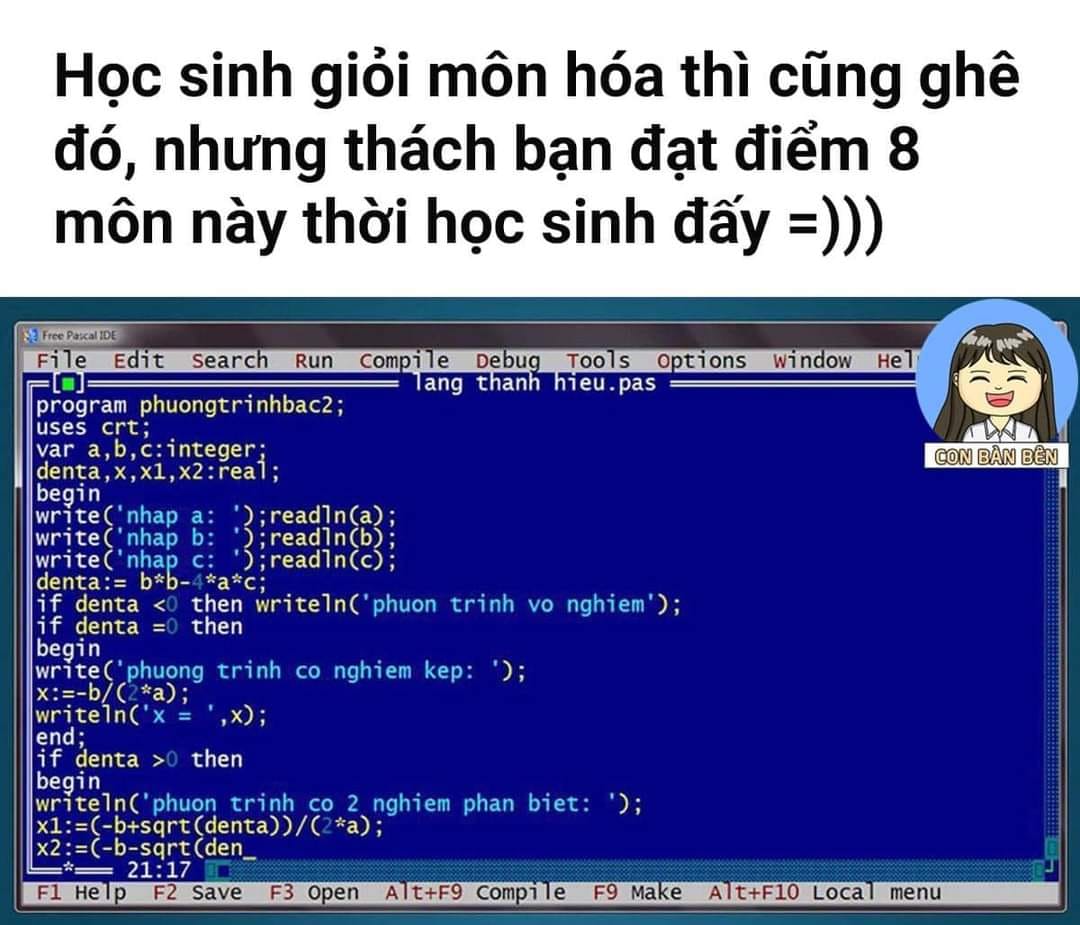 Học sinh giỏi môn hóa thì cũng ghê
đó, nhưng thách bạn đạt điểm 8
môn này thời học sinh đấy =)))
Free Pascal IDE
File Edit Search Run Compile Debug Tools Options Window Hel
lang thanh hieu.pas
program phuongtrinhbac2;
uses crt;
var a,b,c:integer;
denta,x,x1,x2:real;
begin
write('nhap a: ');readln(a);
write('nhap b: ');readln(b);
write('nhap c: ');readln(c);
denta:= b*b-4*a*c;
if denta <0 then writeln('phuon trinh vo nghiem');
if denta =0 then
begin
write('phuong trinh co nghiem kep: ');
x:=-b/(2*a);
writeln('x = ',x);
end;
if denta >0 then
begin
writeln('phuon trinh co 2 nghiem phan biet: ');
x1:=(-b+sqrt(denta))/(2*a);
x2:=(-b-sqrt(den_
21:17
F1 Help F2 Save F3 Open Alt+F9 Compile F9 Make Alt+F10 Local menu
CON BÀN BÊN